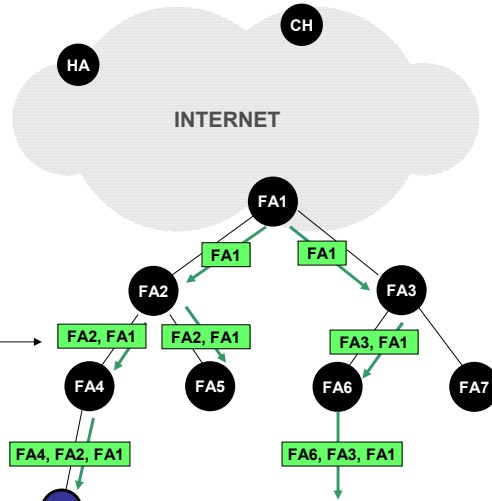 CH
HA
INTERNET
FA1
FA1
FA1
FA2
FA3
FA2, FA1
FA2, FA1
FA3, FA1
FA4
FA5
FA6
FA7
FA4, FA2, FA1
FA6, FA3, FA1